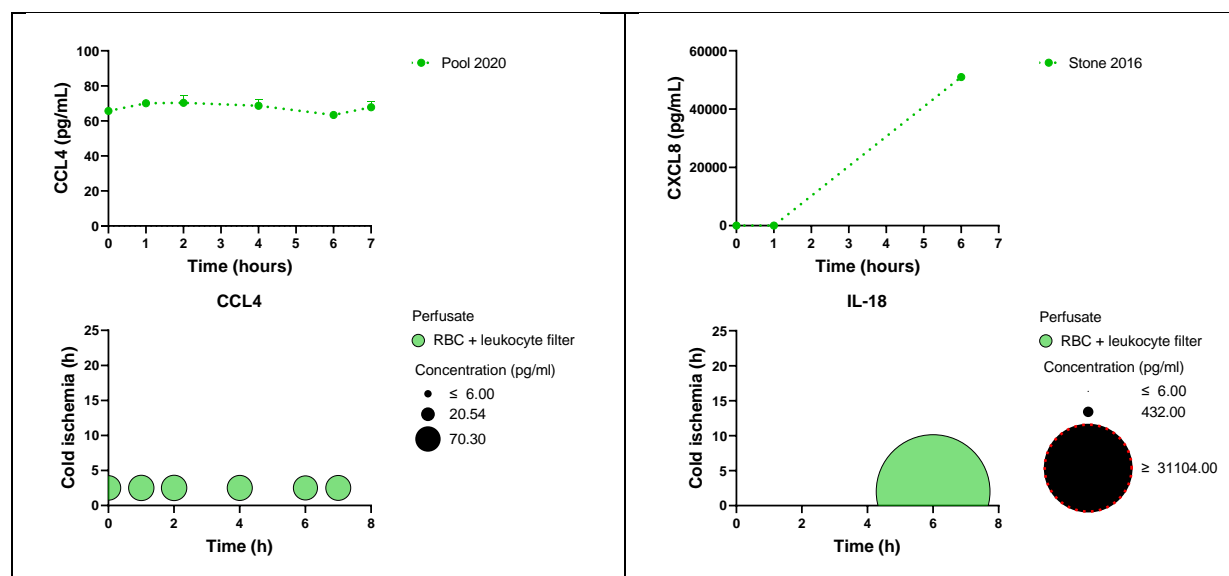 100
80
60
40
20
0
CCL4 (pg/mL)
0 1 2 3 4 5 6 7
Time (hours)
Pool 2020
60000
40000
20000
0
CXCL8 (pg/mL)
0 1 2 3 4 5 6 7
Time (hours)
Stone 2016
CCL4
25
20
15
10
5
0
Cold ischemia (h)
0 2 4 6 8
Time (h)
Perfusate
RBC + leukocyte filter
Concentration (pg/ml)
≤ 6.00
20.54
70.30
IL-18
25
20
15
10
5
0
Cold ischemia (h)
0 2 4 6 8
Time (h)
Perfusate
RBC + leukocyte filter
Concentration (pg/ml)
≤ 6.00
432.00
≥ 31104.00